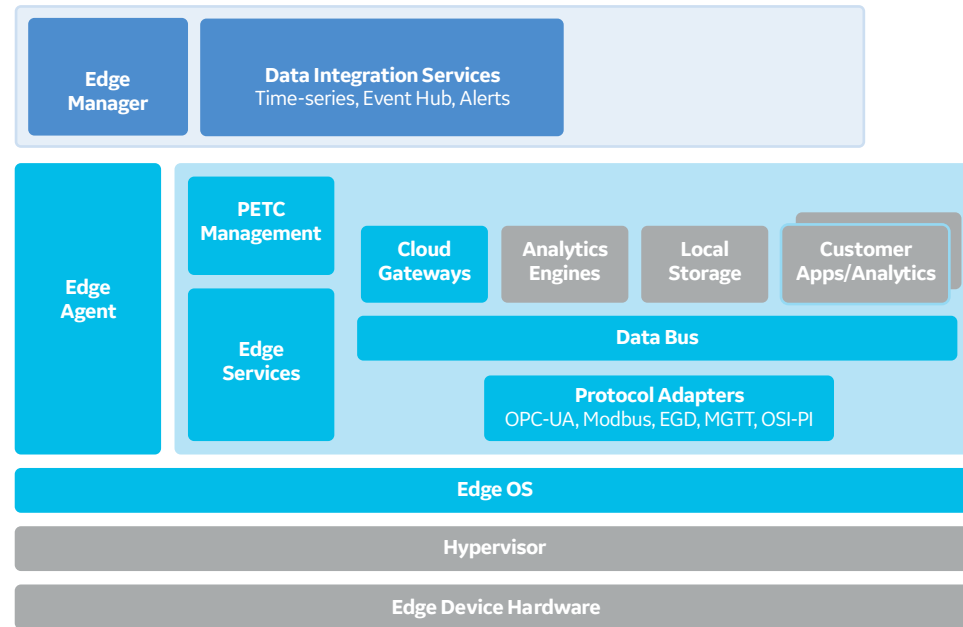 Edge
Manager
Data Integration Services
Time-series, Event Hub, Alerts
Edge
Agent
PETC
Management
Edge
Services
Cloud
Gateways
Analytics
Engines
Local
Storage
Customer
Apps/Analytics
Data Bus
Protocol Adapters
OPC-UA, Modbus, EGD, MGTT, OSI-PI
Edge OS
Hypervisor
Edge Device Hardware